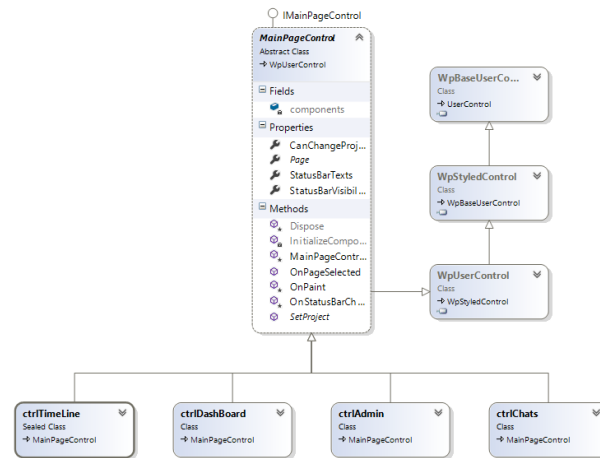 IMainPageControl
MainPageControl
Abstract Class
WpUserControl
Fields
components
Properties
CanChangeProj...
Page
StatusBarTexts
StatusBarVisibil...
Methods
Dispose
InitializeCompo...
MainPageContr...
OnPageSelected
OnPaint
OnStatusBarCh...
SetProject
WpBaseUserCo...
Class
UserControl
WpStyledControl
Class
WpBaseUserControl
WpUserControl
Class
WpStyledControl
ctrlTimeLine
Sealed Class
MainPageControl
ctrlDashBoard
Class
MainPageControl
ctrlAdmin
Class
MainPageControl
ctrlChats
Class
MainPageControl